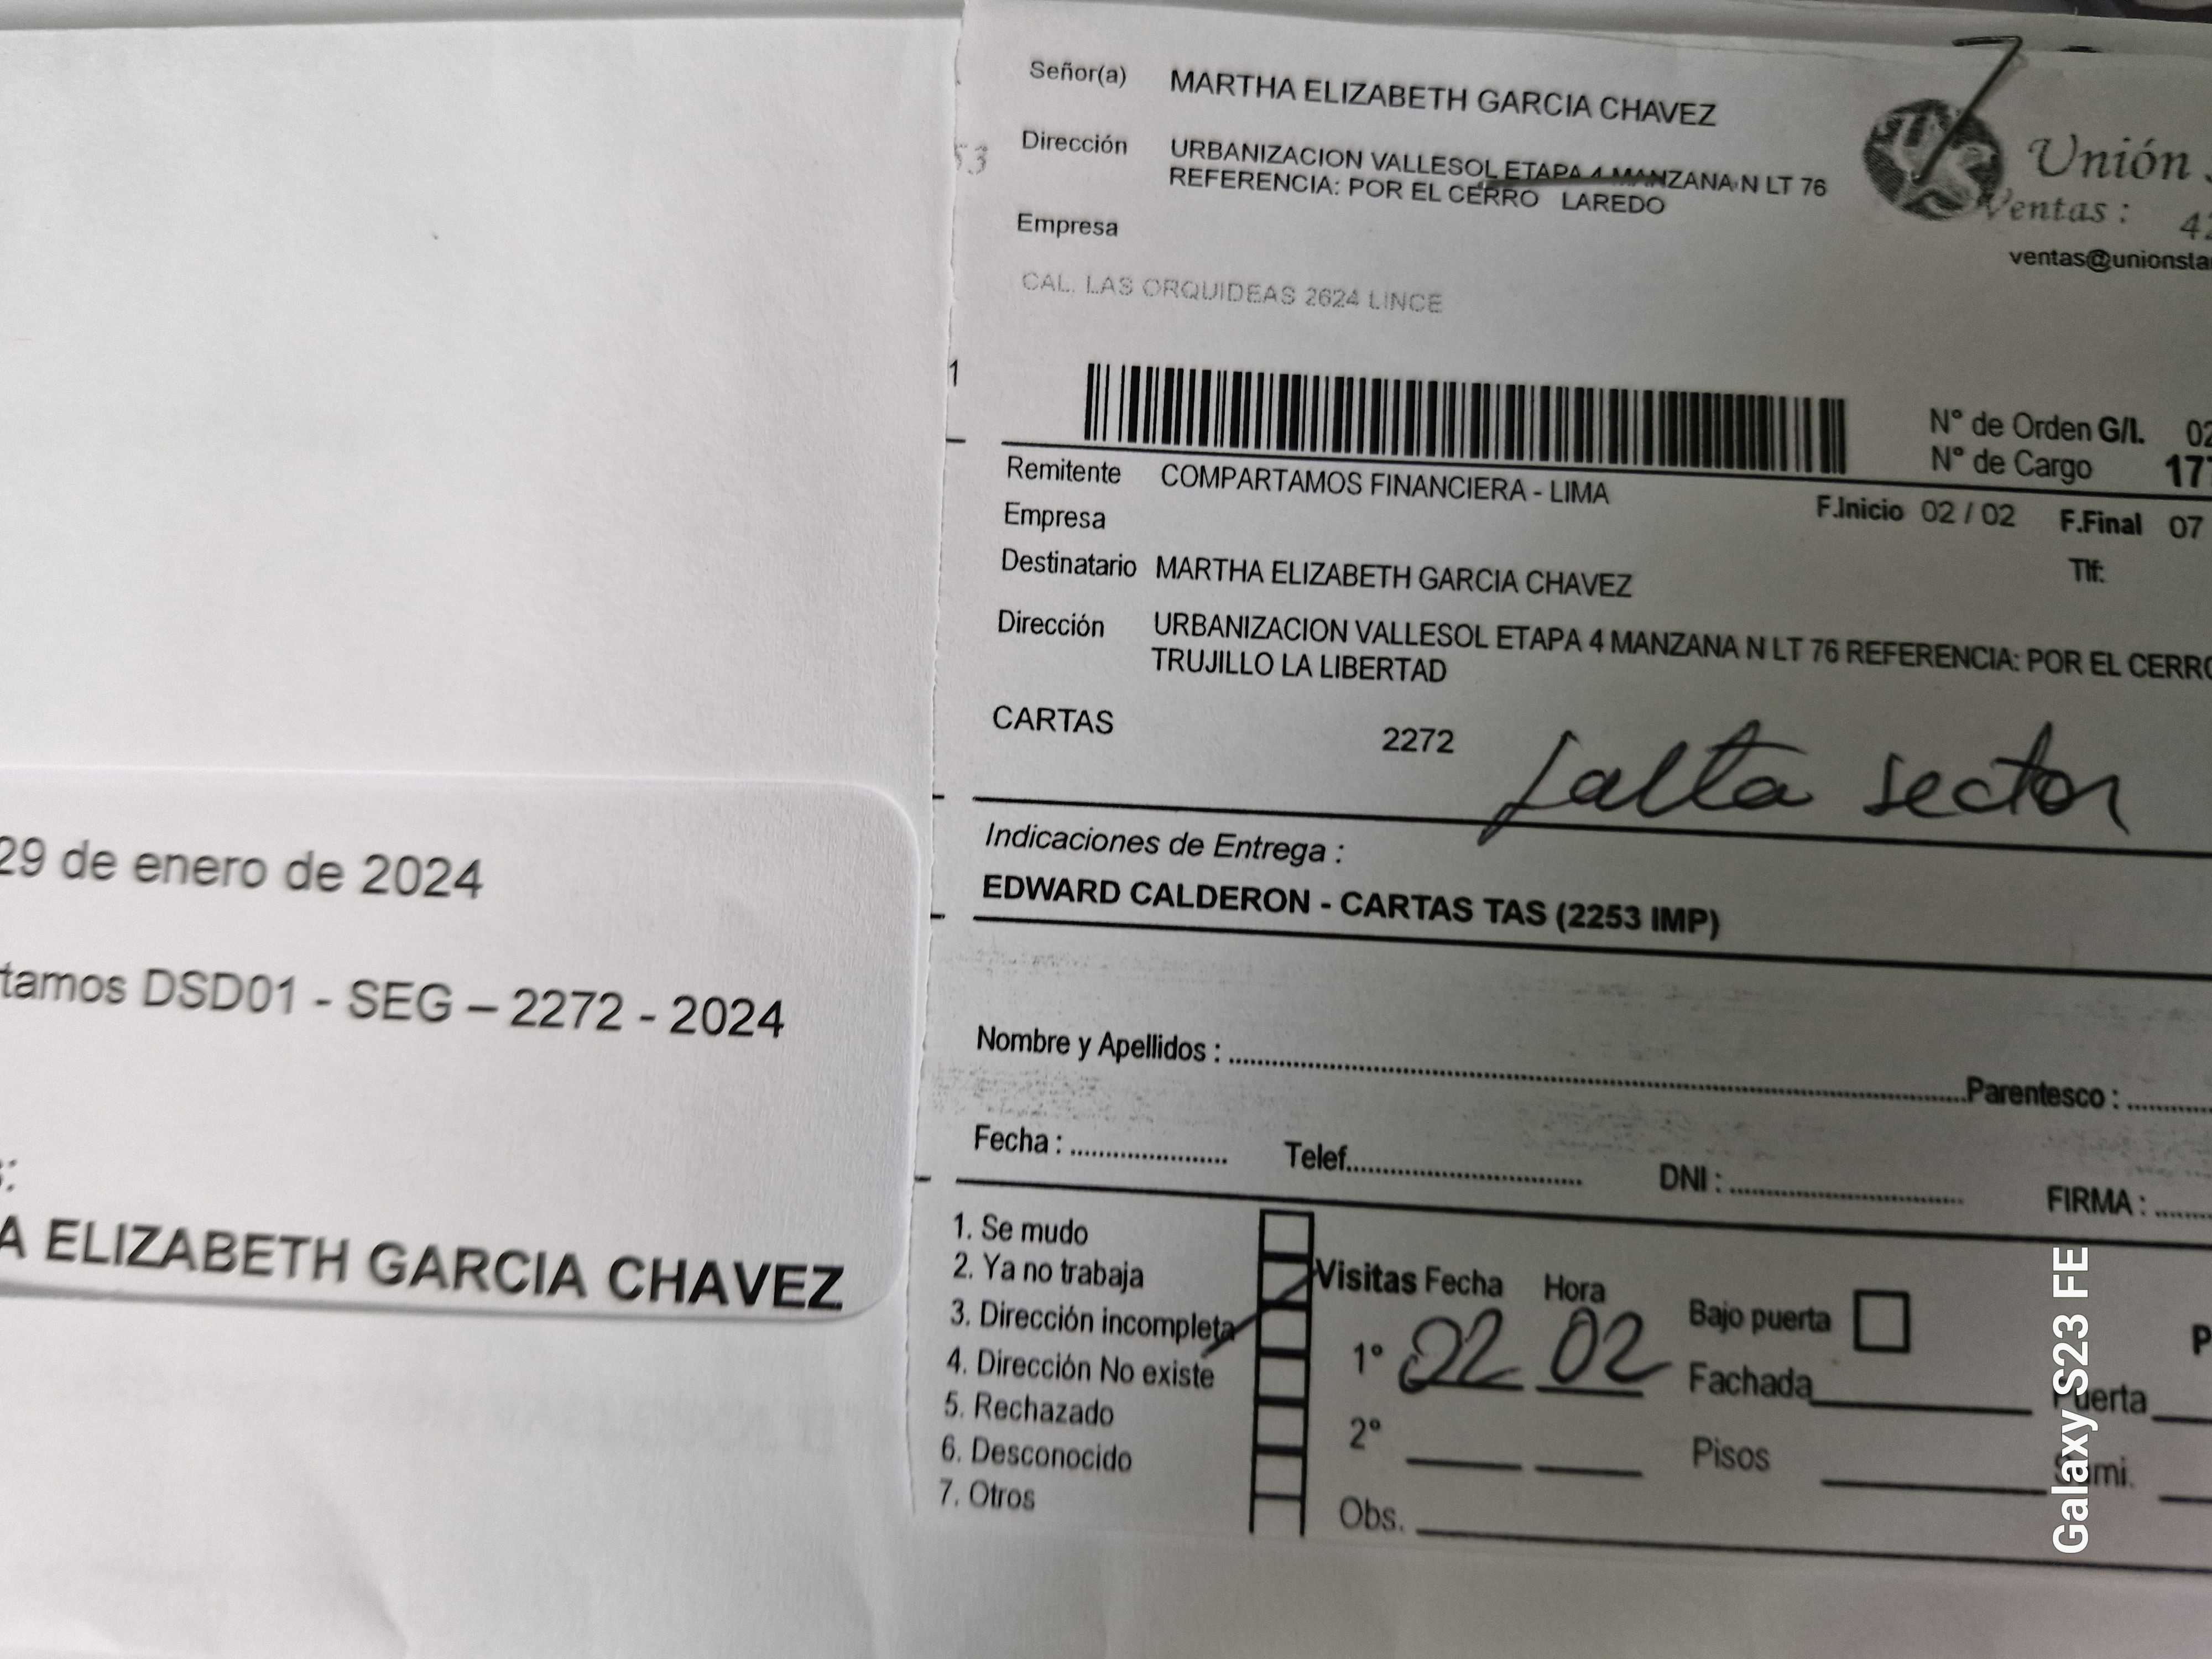 Señor(a) MARTHA ELIZABETH GARCIA CHAVEZ
Dirección URBANIZACION VALLESOL ETAPA 4 MANZANA N LT 76
REFERENCIA: POR EL CERRO LAREDO
Empresa
CAL. LAS ORQUIDEAS 2624 LINCE
7
Unión
Ventas :
ventas@unionsta
53
1
N° de Orden G/I. 02
N° de Cargo 177
Remitente COMPARTAMOS FINANCIERA - LIMA
F.Inicio 02 / 02 F.Final 07
Empresa
Tlf:
Destinatario MARTHA ELIZABETH GARCIA CHAVEZ
Dirección URBANIZACION VALLESOL ETAPA 4 MANZANA N LT 76 REFERENCIA: POR EL CERRO
TRUJILLO LA LIBERTAD
CARTAS 2272
falta sector
Indicaciones de Entrega :
EDWARD CALDERON - CARTAS TAS (2253 IMP)
Nombre y Apellidos : Parentesco :
Fecha : Telef. DNI : FIRMA :
1. Se mudo
2. Ya no trabaja
3. Dirección incompleta
4. Dirección No existe
5. Rechazado
6. Desconocido
7. Otros
Visitas Fecha Hora
1° 02 02
2°
Obs.
Bajo puerta
Fachada Puerta
Pisos
29 de enero de 2024
tamos DSD01 - SEG – 2272 - 2024
s:
A ELIZABETH GARCIA CHAVEZ
Galaxy S23 FE